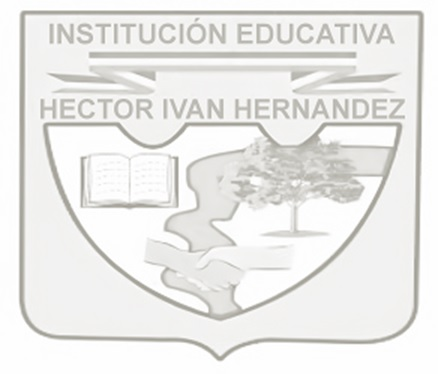 INSTITUCIÓN EDUCATIVA
HECTOR IVAN HERNANDEZ